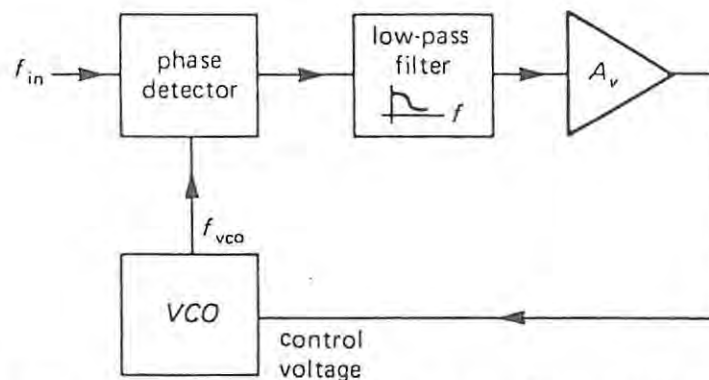 f_in
phase
detector
low-pass
filter
f
A_v
f_vco
VCO
control
voltage